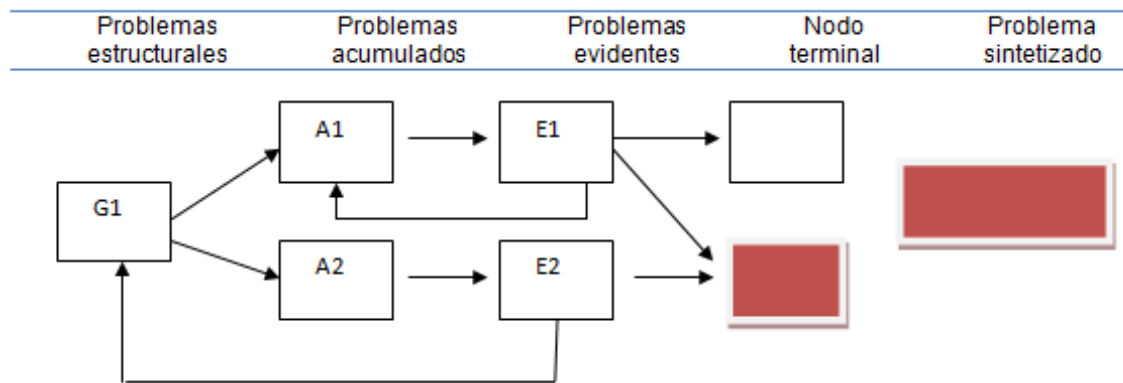 Problemas Problemas Problemas Nodo Problema
estructurales acumulados evidentes terminal sintetizado
A1 E1
G1
A2 E2